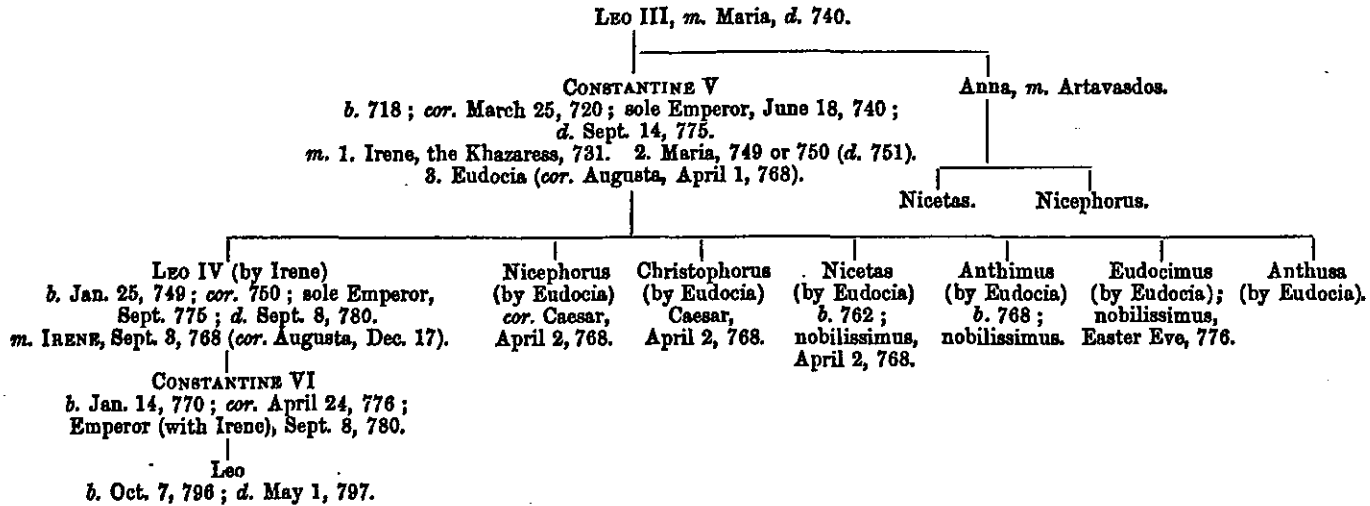 LEO III, m. Maria, d. 740.
CONSTANTINE V
b. 718; cor. March 25, 720; sole Emperor, June 18, 740;
d. Sept. 14, 775.
m. 1. Irene, the Khazaress, 731. 2. Maria, 749 or 750 (d. 751).
3. Eudocia (cor. Augusta, April 1, 768).
Anna, m. Artavasdos.
Nicetas.
Nicephorus.
LEO IV (by Irene)
b. Jan. 25, 749; cor. 750; sole Emperor,
Sept. 775; d. Sept. 8, 780.
m. IRENE, Sept. 3, 768 (cor. Augusta, Dec. 17).
Nicephorus
(by Eudocia)
cor. Caesar,
April 2, 768.
Christophorus
(by Eudocia)
Caesar,
April 2, 768.
Nicetas
(by Eudocia)
b. 762;
nobilissimus,
April 2, 768.
Anthimus
(by Eudocia)
b. 768;
nobilissimus.
Eudocimus
(by Eudocia);
nobilissimus,
Easter Eve, 776.
Anthusa
(by Eudocia).
CONSTANTINE VI
b. Jan. 14, 770; cor. April 24, 776;
Emperor (with Irene), Sept. 8, 780.
Leo
b. Oct. 7, 796; d. May 1, 797.